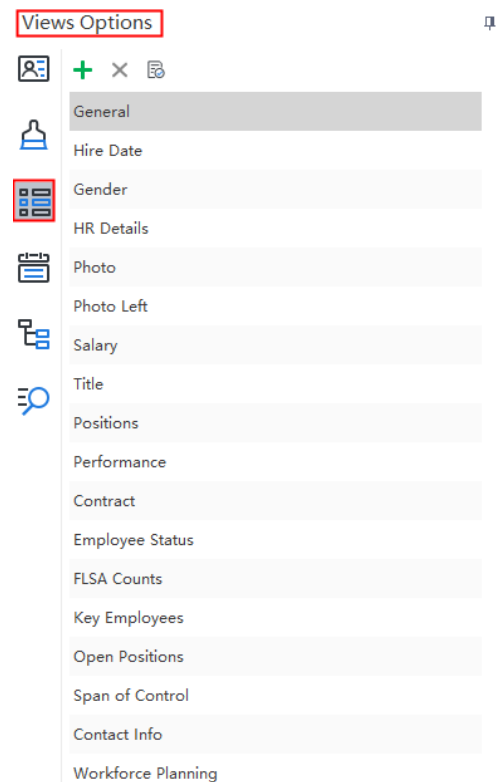 Views Options
General
Hire Date
Gender
HR Details
Photo
Photo Left
Salary
Title
Positions
Performance
Contract
Employee Status
FLSA Counts
Key Employees
Open Positions
Span of Control
Contact Info
Workforce Planning